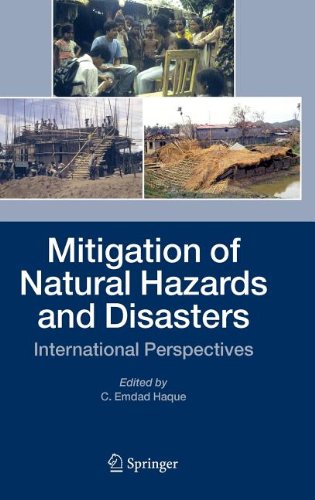 Mitigation of
Natural Hazards
and Disasters
International Perspectives
Edited by
C. Emdad Haque
Springer